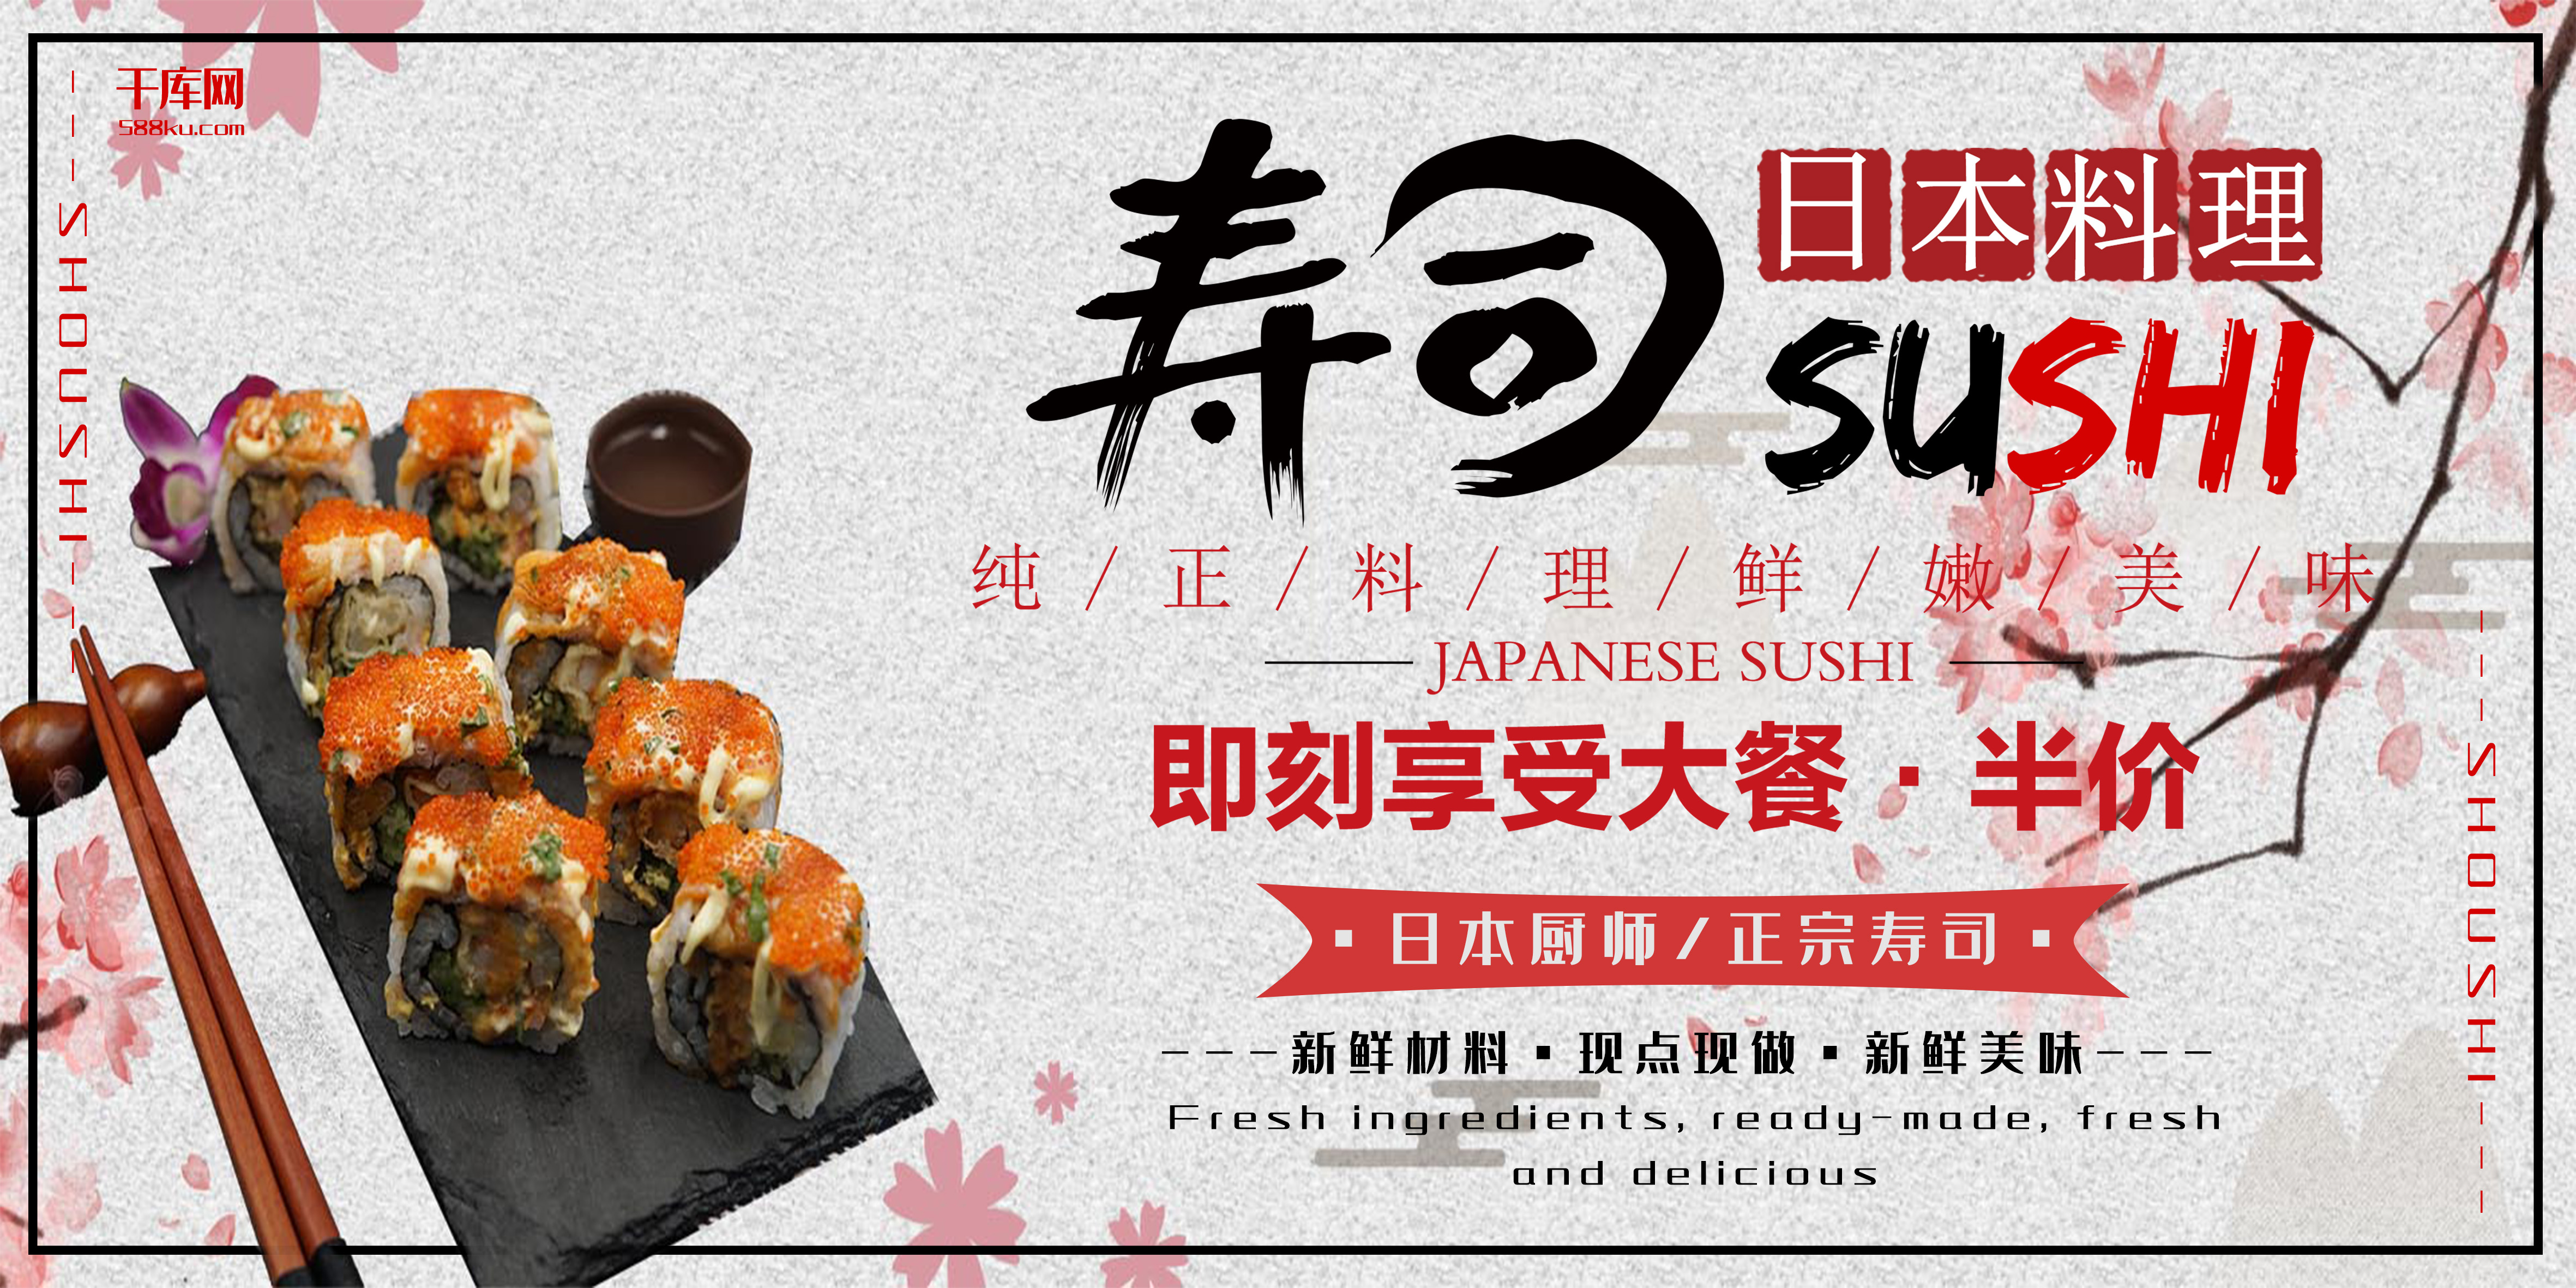 千库网
588ku.com
---SHOUSHI---
寿司
日本料理
SUSHI
纯/正/料/理/鲜/嫩/美/味
JAPANESE SUSHI
即刻享受大餐·半价
▪日本厨师/正宗寿司▪
---新鲜材料▪现点现做▪新鲜美味---
Fresh ingredients, ready-made, fresh
and delicious
---SHOUSHI---